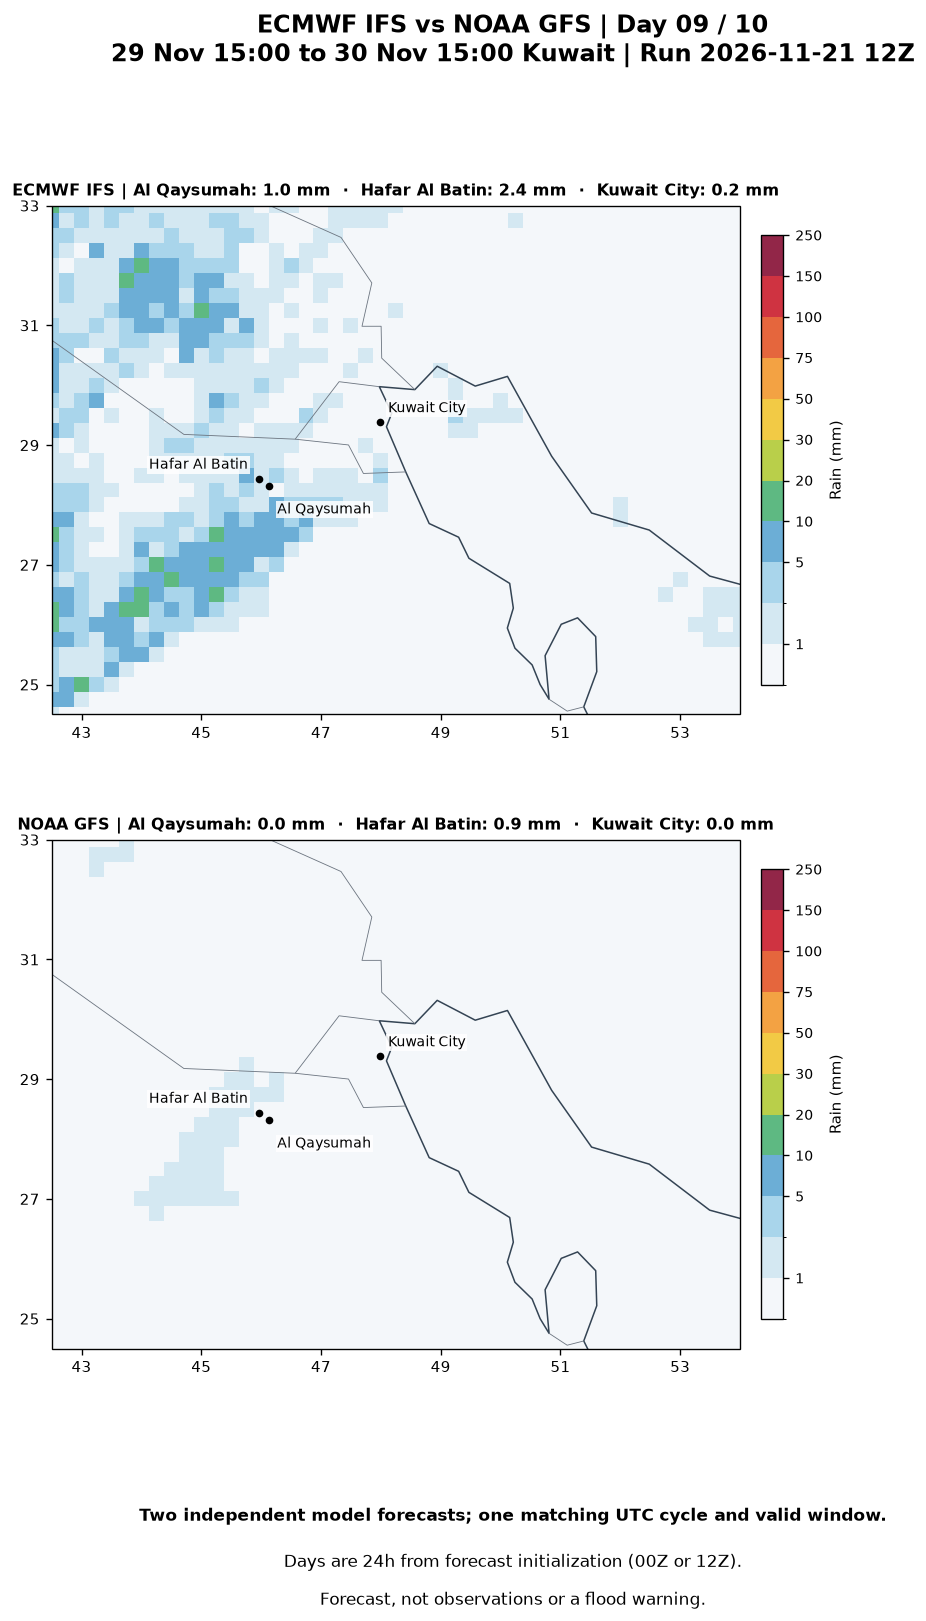 ECMWF IFS vs NOAA GFS | Day 09 / 10
29 Nov 15:00 to 30 Nov 15:00 Kuwait | Run 2026-11-21 12Z
ECMWF IFS | Al Qaysumah: 1.0 mm · Hafar Al Batin: 2.4 mm · Kuwait City: 0.2 mm
33
31
29
27
25
43
45
47
49
51
53
Kuwait City
Hafar Al Batin
Al Qaysumah
250
150
100
75
50
30
20
10
5
1
Rain (mm)
NOAA GFS | Al Qaysumah: 0.0 mm · Hafar Al Batin: 0.9 mm · Kuwait City: 0.0 mm
33
31
29
27
25
43
45
47
49
51
53
Kuwait City
Hafar Al Batin
Al Qaysumah
250
150
100
75
50
30
20
10
5
1
Rain (mm)
Two independent model forecasts; one matching UTC cycle and valid window.
Days are 24h from forecast initialization (00Z or 12Z).
Forecast, not observations or a flood warning.